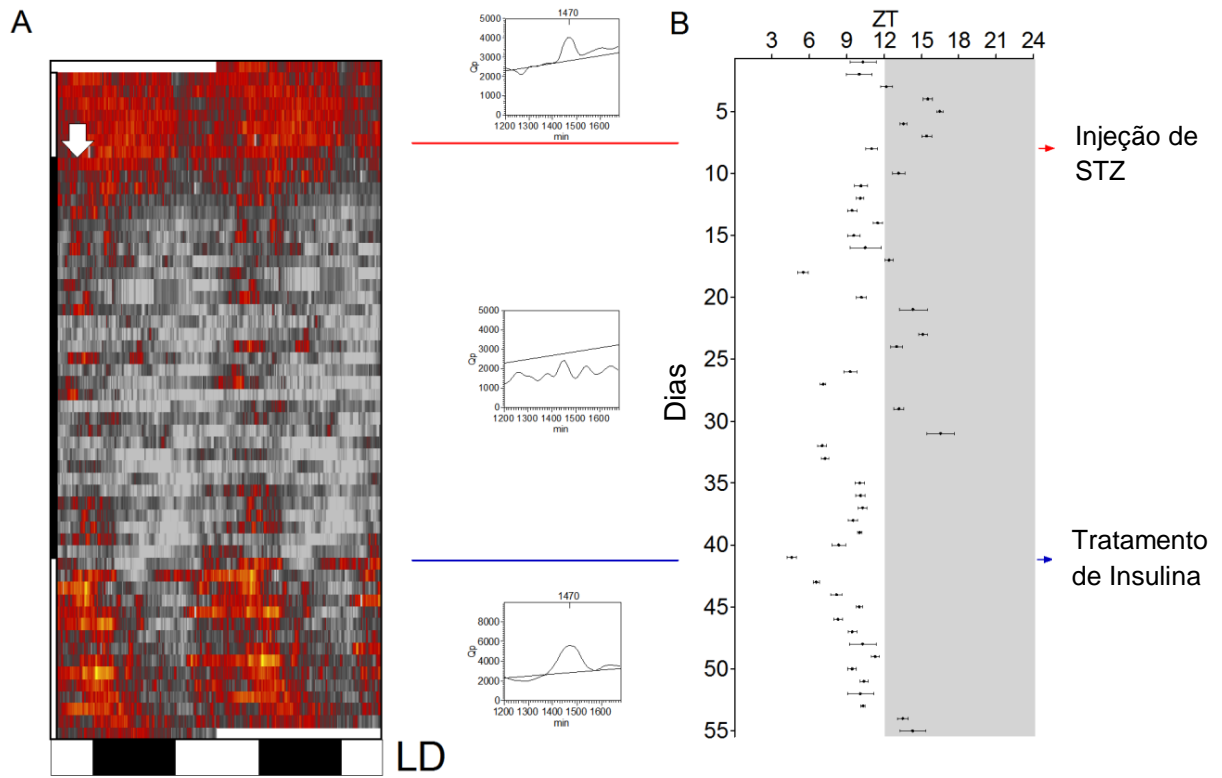 A
LD
1470
5000
4000
3000
2000
1000
0
Qp
1200 1300 1400 1500 1600
min
5000
4000
3000
2000
1000
0
Qp
1200 1300 1400 1500 1600
min
1470
8000
6000
4000
2000
0
Qp
1200 1300 1400 1500 1600
min
B
ZT
3 6 9 12 15 18 21 24
Dias
5
10
15
20
25
30
35
40
45
50
55
Injeção de
STZ
Tratamento
de Insulina